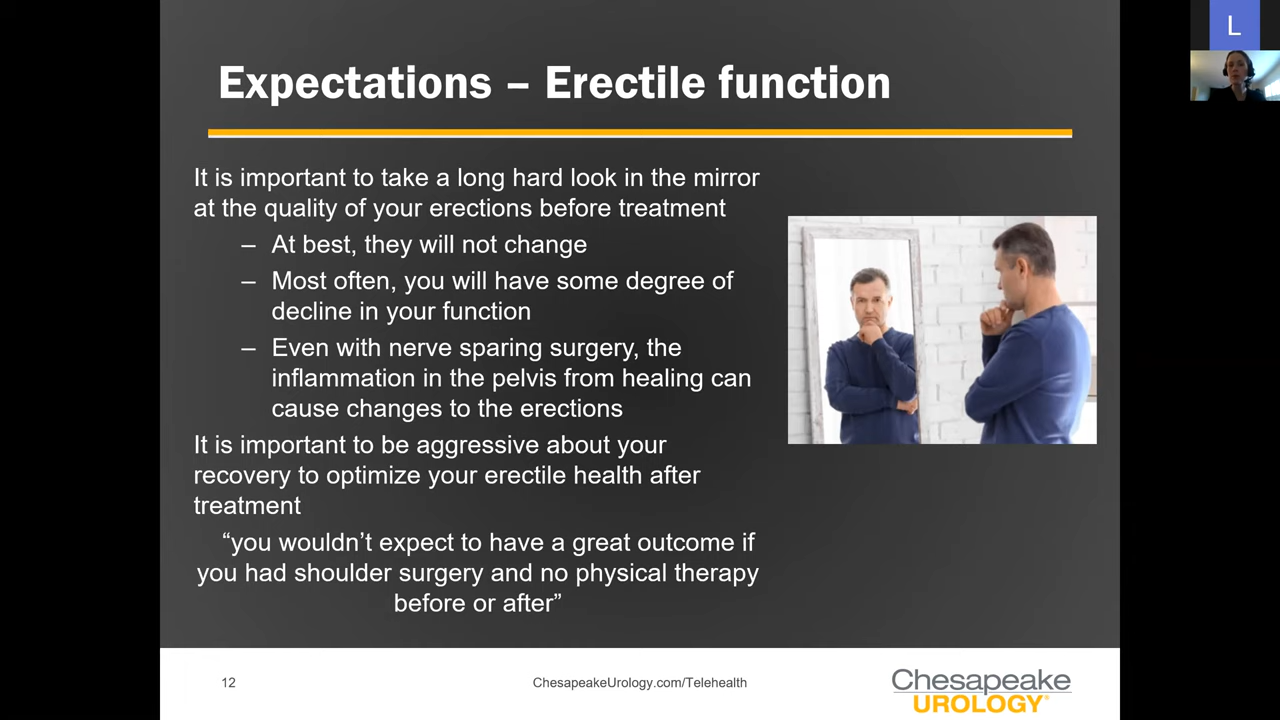 L
Expectations – Erectile function
It is important to take a long hard look in the mirror
at the quality of your erections before treatment
– At best, they will not change
– Most often, you will have some degree of
decline in your function
– Even with nerve sparing surgery, the
inflammation in the pelvis from healing can
cause changes to the erections
It is important to be aggressive about your
recovery to optimize your erectile health after
treatment
“you wouldn’t expect to have a great outcome if
you had shoulder surgery and no physical therapy
before or after”
12
ChesapeakeUrology.com/Telehealth
Chesapeake
UROLOGY®